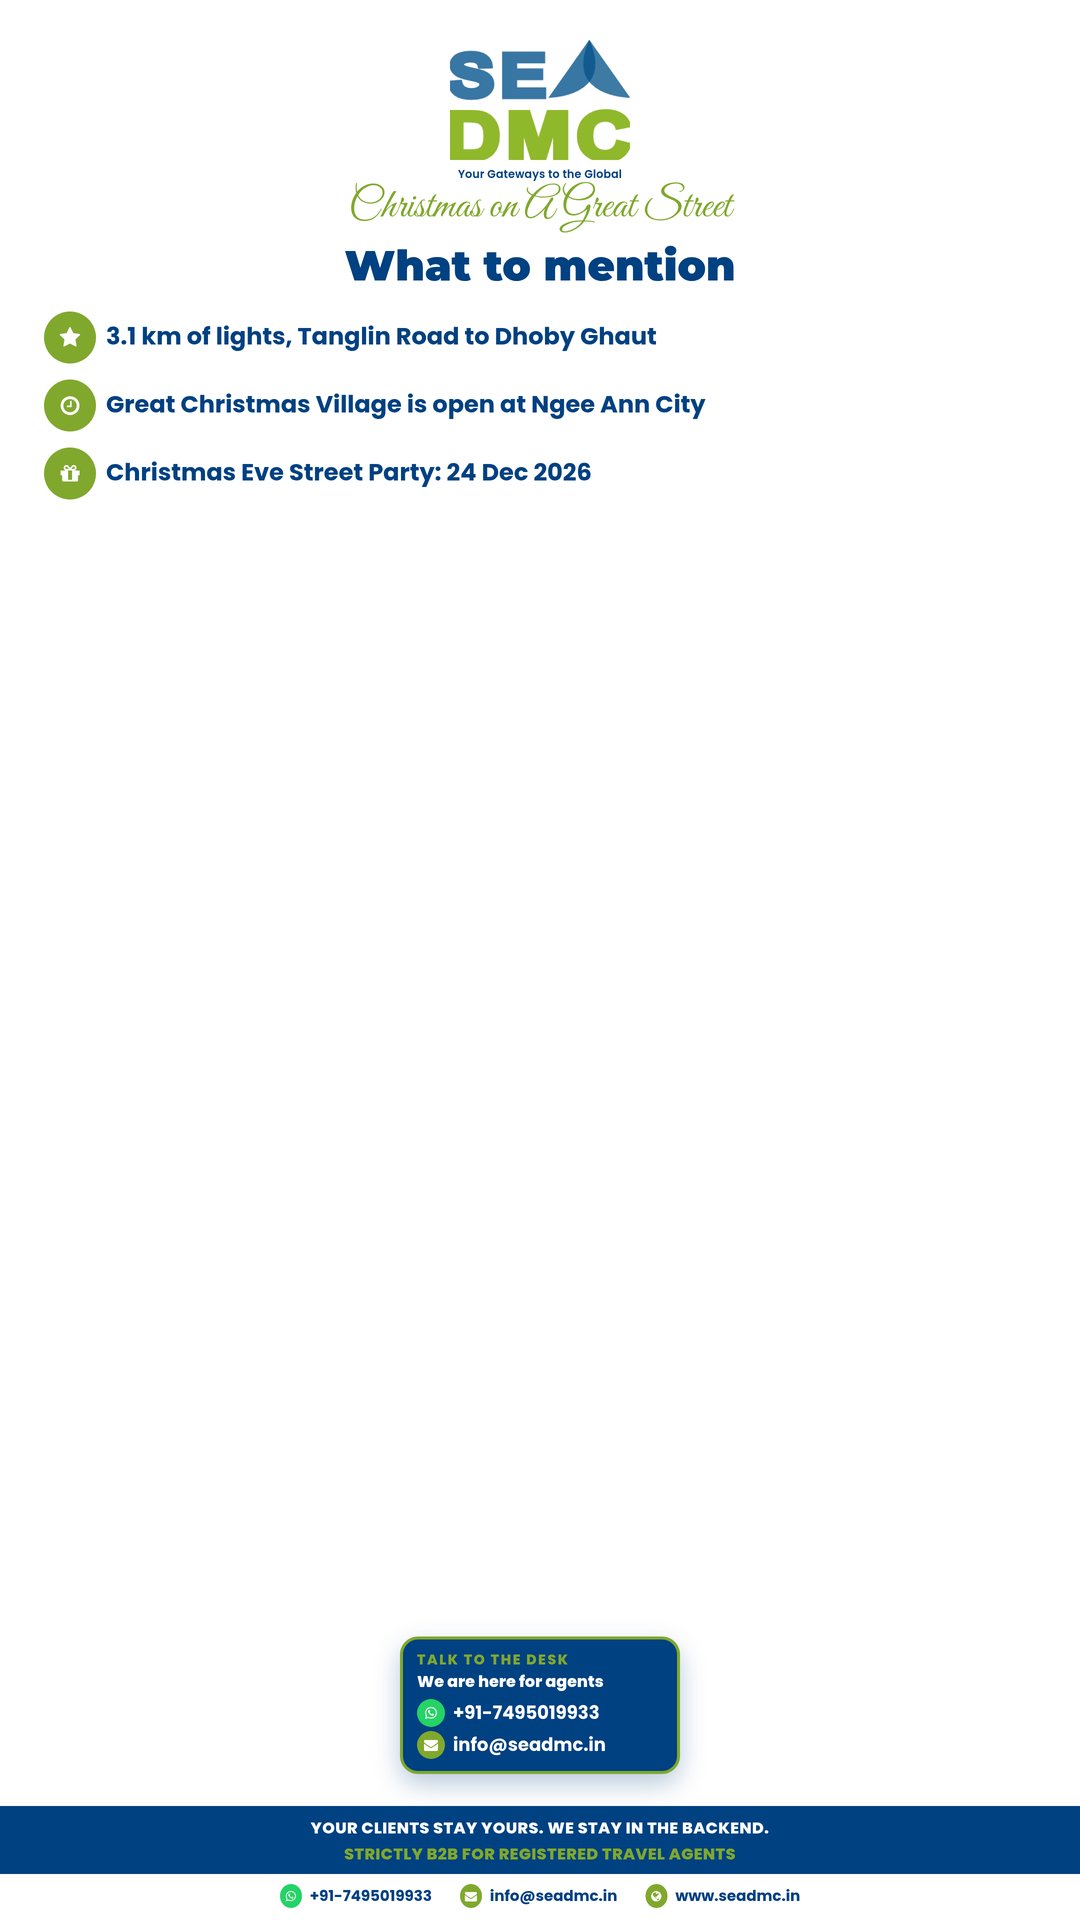 SEA
DMC
Your Gateways to the Global
Christmas on A Great Street
What to mention
3.1 km of lights, Tanglin Road to Dhoby Ghaut
Great Christmas Village is open at Ngee Ann City
Christmas Eve Street Party: 24 Dec 2026
TALK TO THE DESK
We are here for agents
+91-7495019933
info@seadmc.in
YOUR CLIENTS STAY YOURS. WE STAY IN THE BACKEND.
STRICTLY B2B FOR REGISTERED TRAVEL AGENTS
+91-7495019933 info@seadmc.in www.seadmc.in